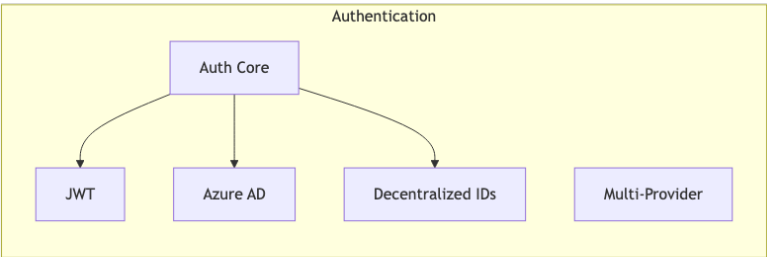 Authentication
Auth Core
JWT
Azure AD
Decentralized IDs
Multi-Provider